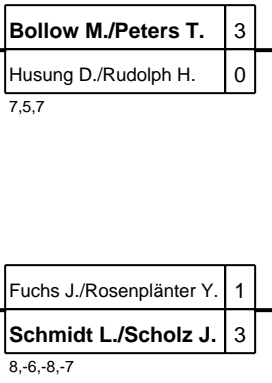 Bollow M./Peters T. 3
Husung D./Rudolph H. 0
7,5,7
Fuchs J./Rosenplänter Y. 1
Schmidt L./Scholz J. 3
8,-6,-8,-7